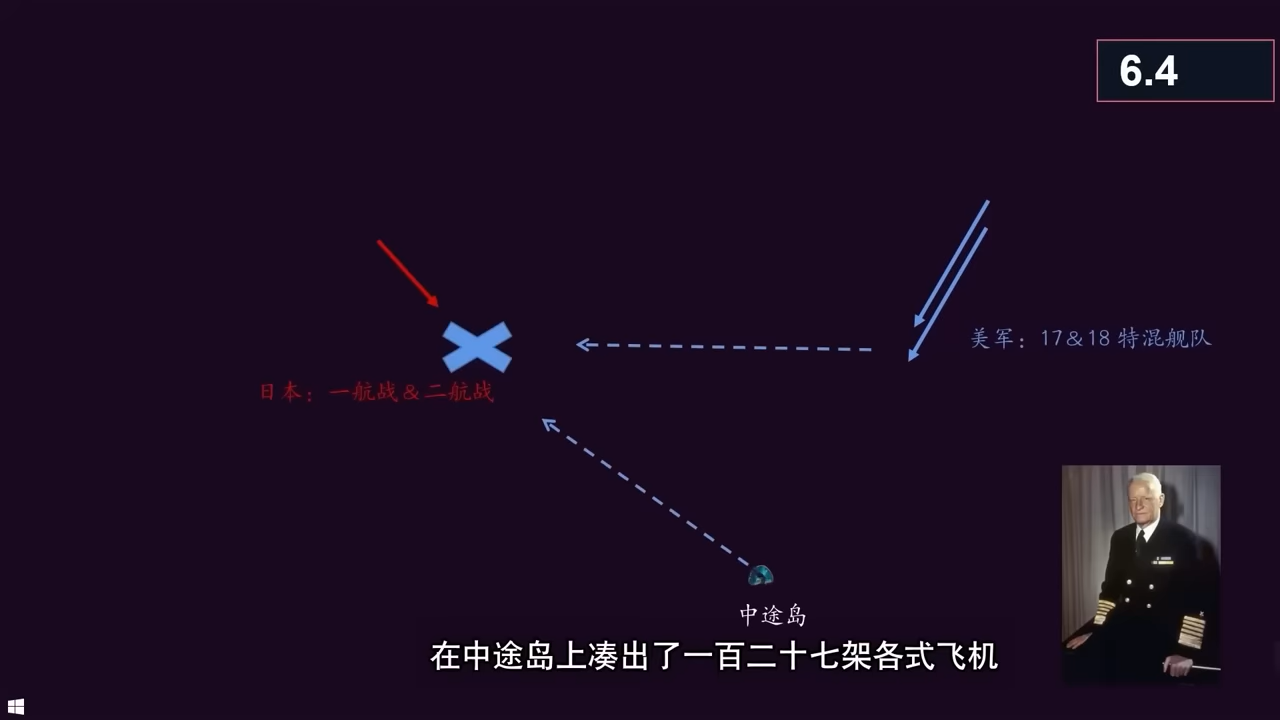 6.4
美军：17&18 特混舰队
日本：一航战&二航战
中途岛
在中途岛上凑出了一百二十七架各式飞机